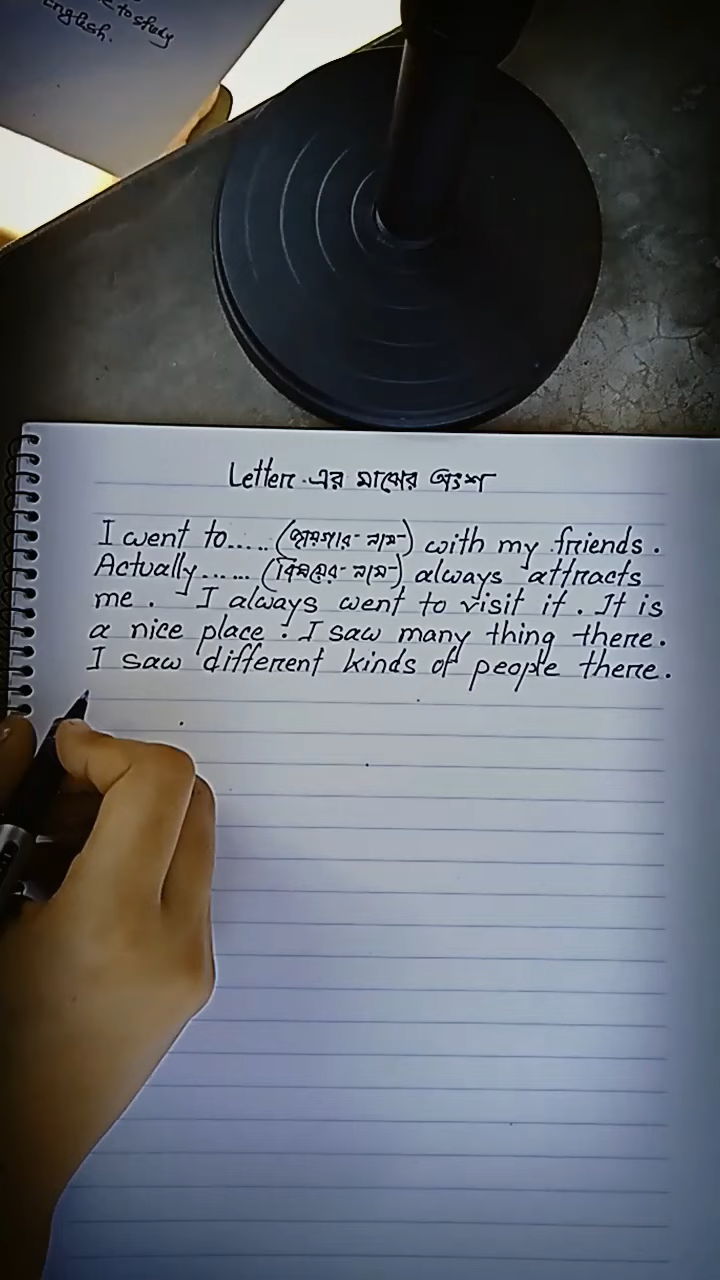 to study
English.
Letter এর মাঝের অংশ
I went to..... (জায়গার নাম) with my friends.
Actually...... (বিষয়ের নাম) always attracts
me. I always went to visit it. It is
a nice place. I saw many thing there.
I saw different kinds of people there.